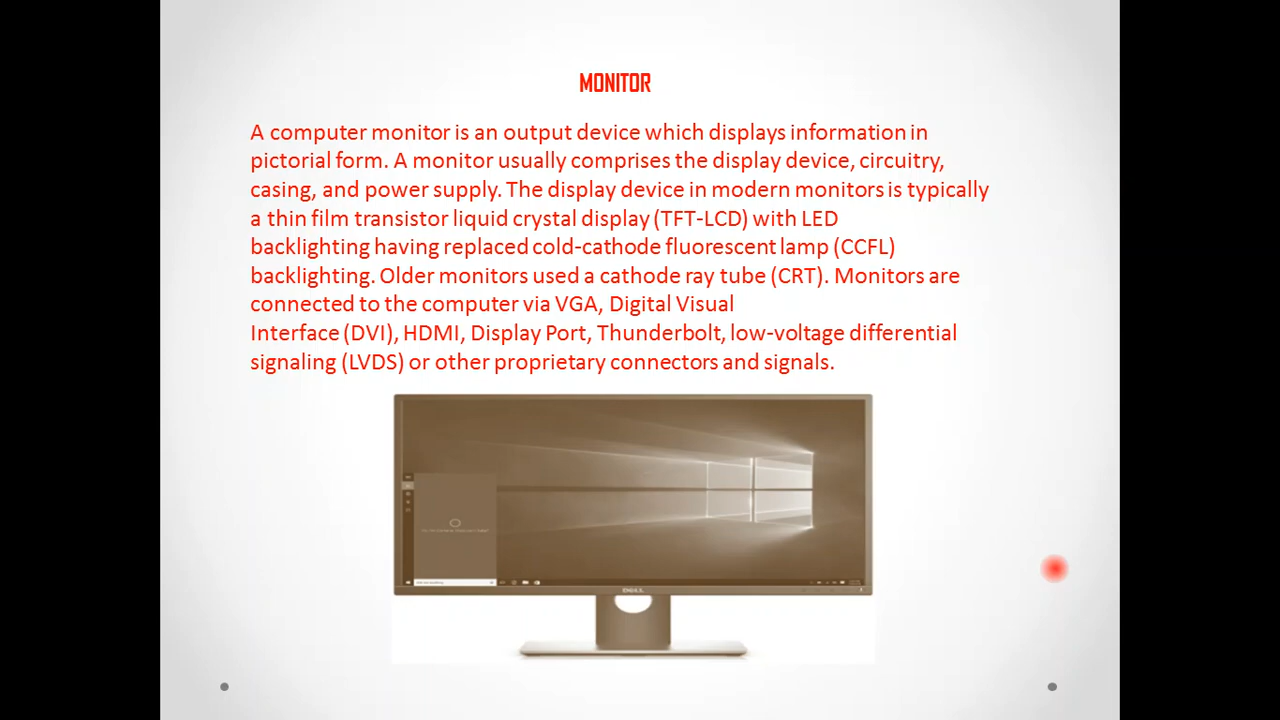 MONITOR
A computer monitor is an output device which displays information in
pictorial form. A monitor usually comprises the display device, circuitry,
casing, and power supply. The display device in modern monitors is typically
a thin film transistor liquid crystal display (TFT-LCD) with LED
backlighting having replaced cold-cathode fluorescent lamp (CCFL)
backlighting. Older monitors used a cathode ray tube (CRT). Monitors are
connected to the computer via VGA, Digital Visual
Interface (DVI), HDMI, Display Port, Thunderbolt, low-voltage differential
signaling (LVDS) or other proprietary connectors and signals.
DELL